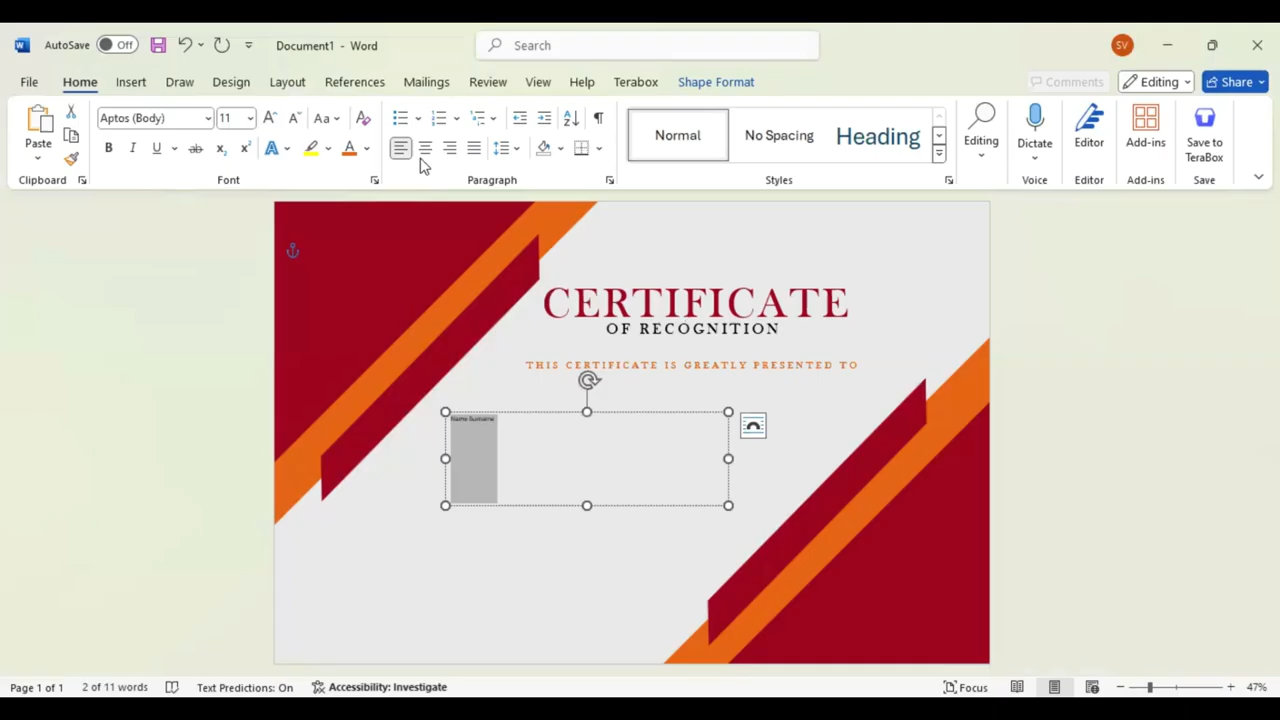 AutoSave Off Document1 - Word Search SV
File Home Insert Draw Design Layout References Mailings Review View Help Terabox Shape Format Comments Editing Share
Paste Aptos (Body) 11 Aa Normal No Spacing Heading Editing Dictate Editor Add-ins Save to TeraBox
Clipboard Font Paragraph Styles Voice Editor Add-ins Save
CERTIFICATE
OF RECOGNITION
THIS CERTIFICATE IS GREATLY PRESENTED TO
Name Surname
Page 1 of 1 2 of 11 words Text Predictions: On Accessibility: Investigate Focus 47%